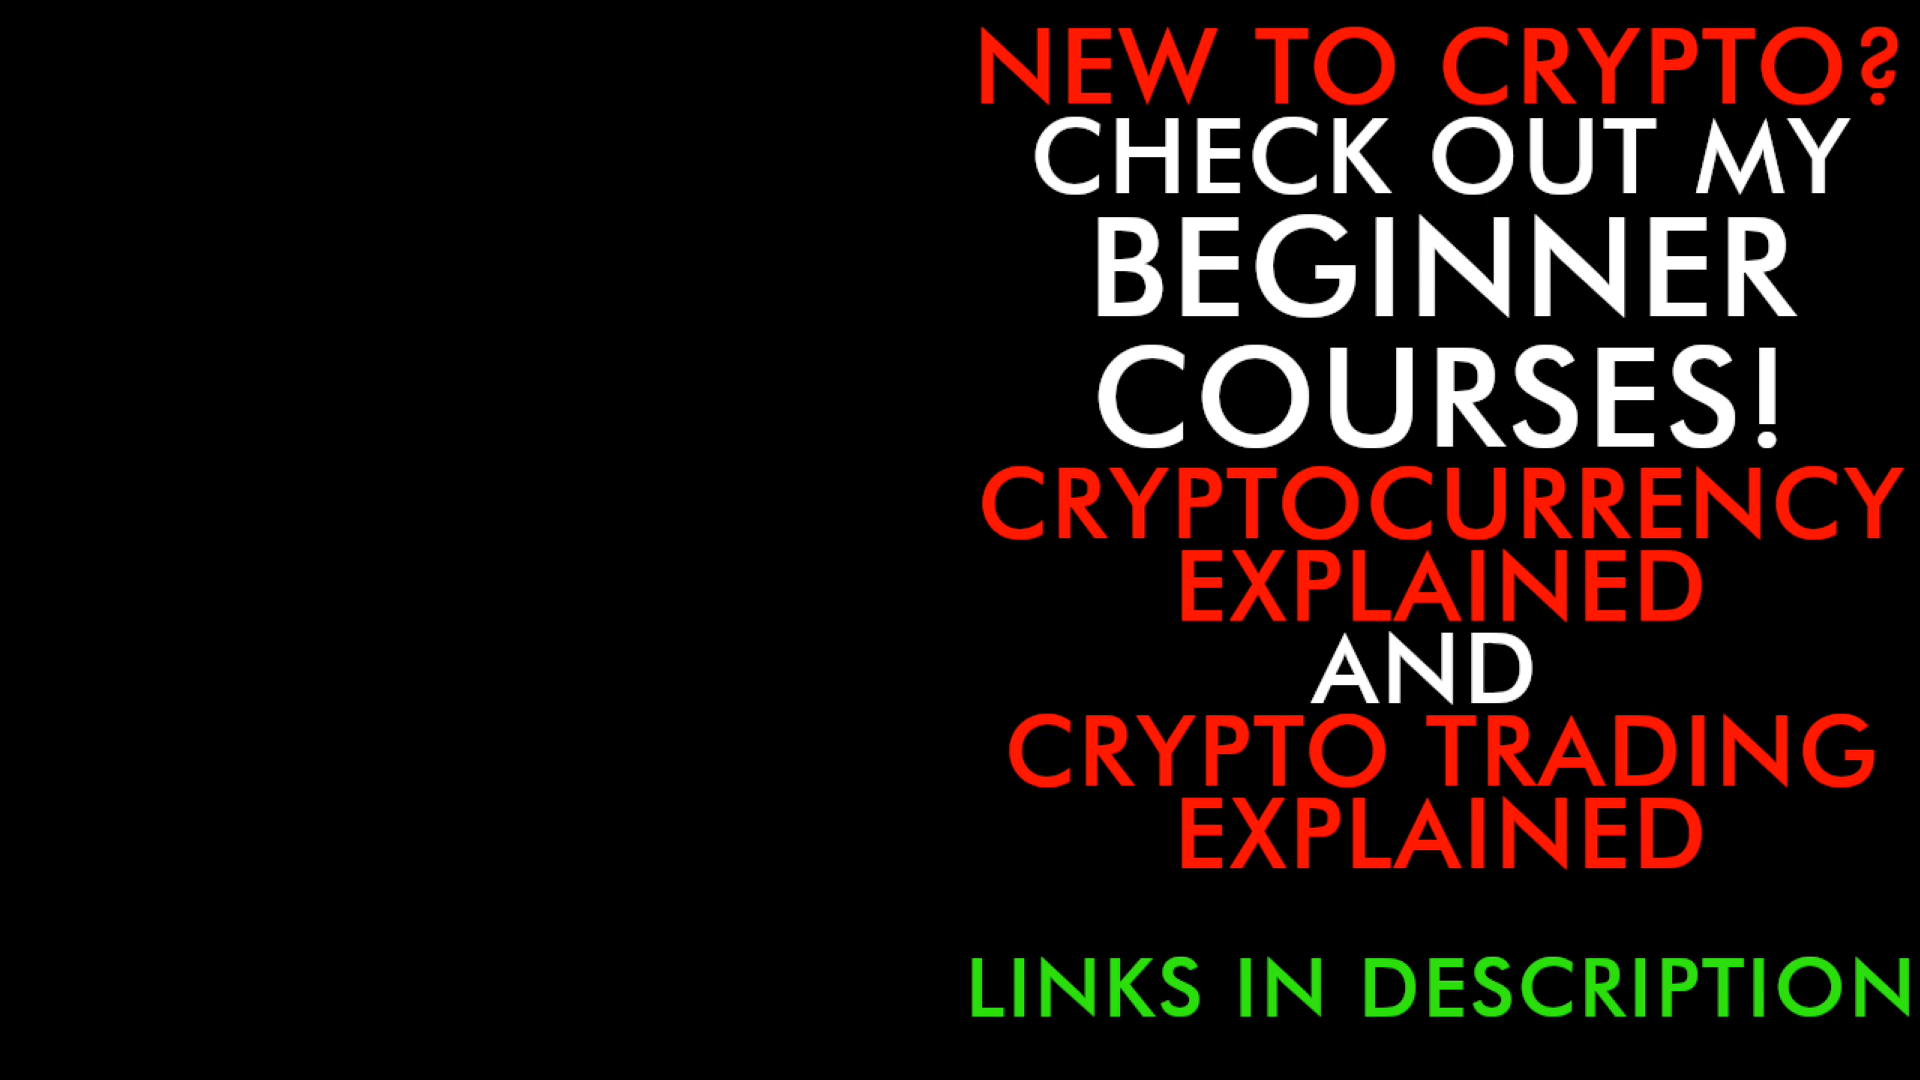 NEW TO CRYPTO?
CHECK OUT MY
BEGINNER
COURSES!
CRYPTOCURRENCY
EXPLAINED
AND
CRYPTO TRADING
EXPLAINED
LINKS IN DESCRIPTION